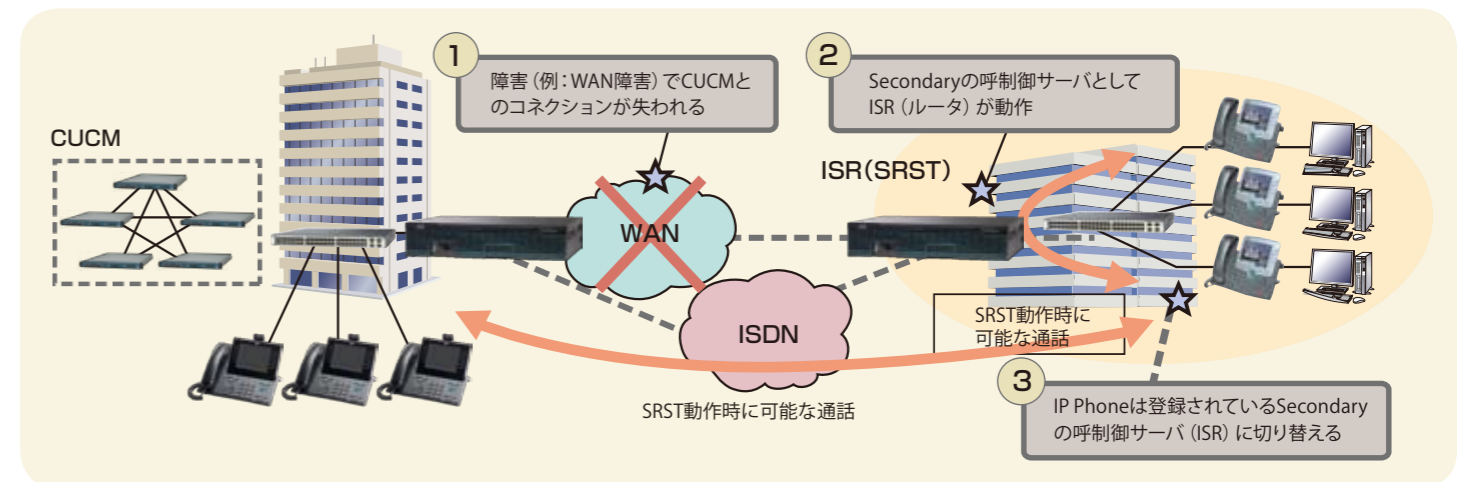 1
障害（例：WAN障害）でCUCMと
のコネクションが失われる
2
Secondaryの呼制御サーバとして
ISR（ルータ）が動作
CUCM
ISR(SRST)
WAN
ISDN
SRST動作時に
可能な通話
SRST動作時に可能な通話
3
IP Phoneは登録されているSecondary
の呼制御サーバ（ISR）に切り替える